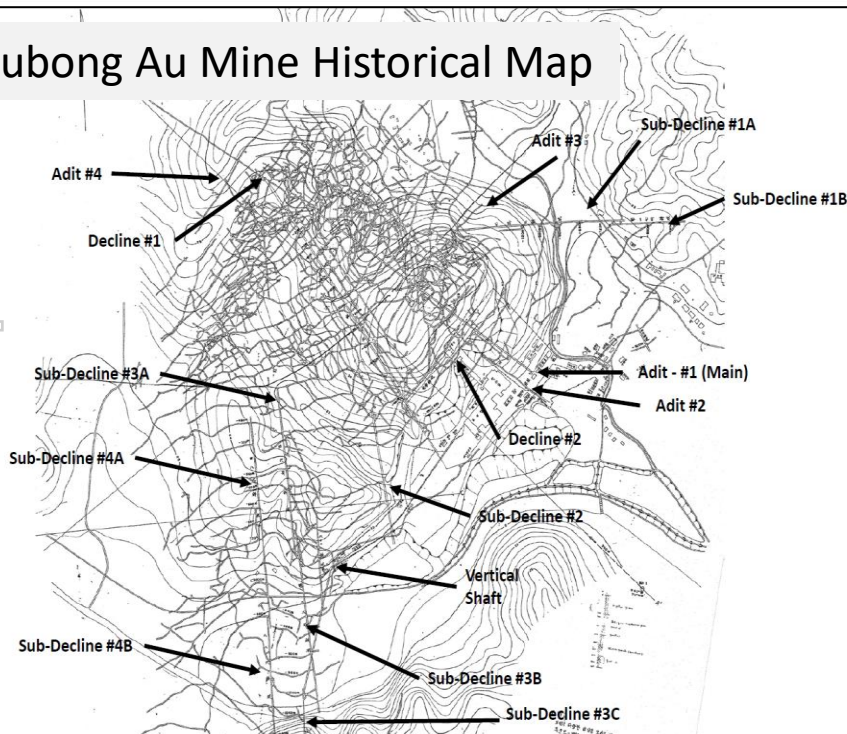 ubong Au Mine Historical Map
Sub-Decline #1A
Adit #3
Adit #4
Sub-Decline #1B
Decline #1
Sub-Decline #3A
Adit - #1 (Main)
Adit #2
Decline #2
Sub-Decline #4A
Sub-Decline #2
Vertical
Shaft
Sub-Decline #4B
Sub-Decline #3B
Sub-Decline #3C